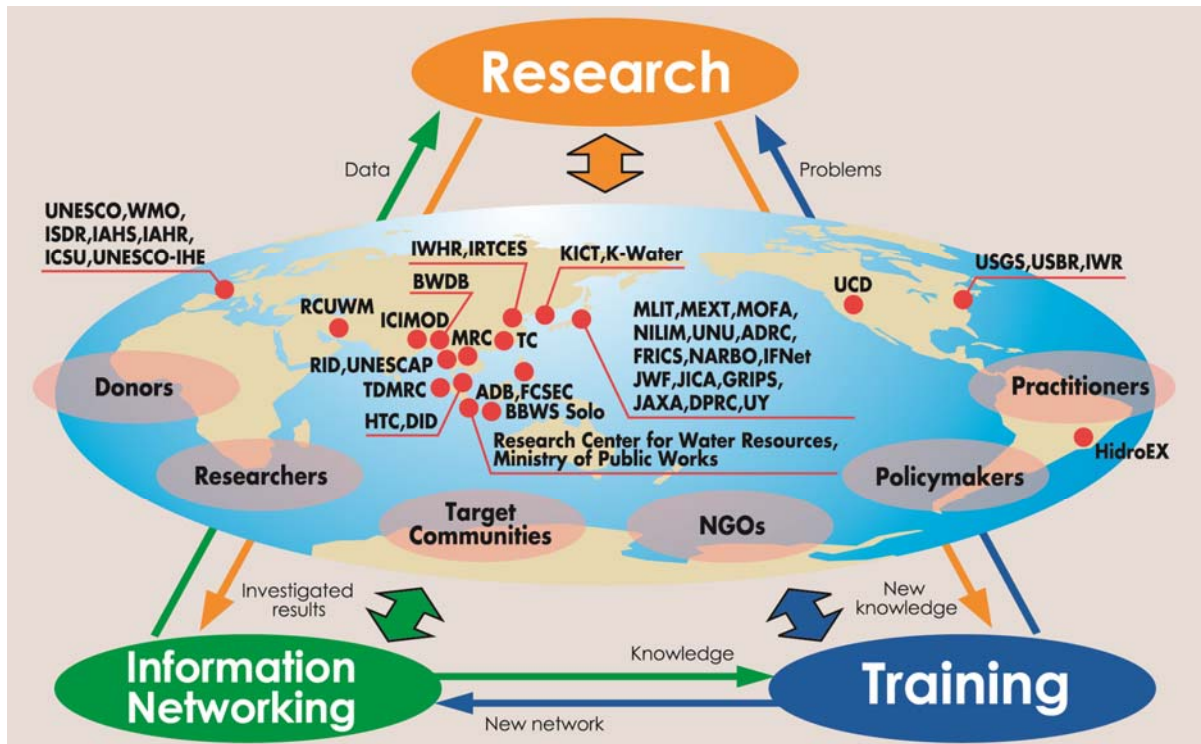 Research
Data
Problems
UNESCO,WMO,
ISDR,IAHS,IAHR,
ICSU,UNESCO-IHE
IWHR,IRTCES
KICT,K-Water
USGS,USBR,IWR
BWDB
UCD
RCUWM
ICIMOD
MRC
TC
MLIT,MEXT,MOFA,
NILIM,UNU,ADRC,
FRICS,NARBO,IFNet
JWF,JICA,GRIPS,
JAXA,DPRC,UY
RID,UNESCAP
TDMRC
ADB,FCSEC
BBWS Solo
HTC,DID
Research Center for Water Resources,
Ministry of Public Works
Donors
Practitioners
HidroEX
Researchers
Policymakers
Target
Communities
NGOs
Investigated
results
New
knowledge
Information
Networking
Knowledge
New network
Training